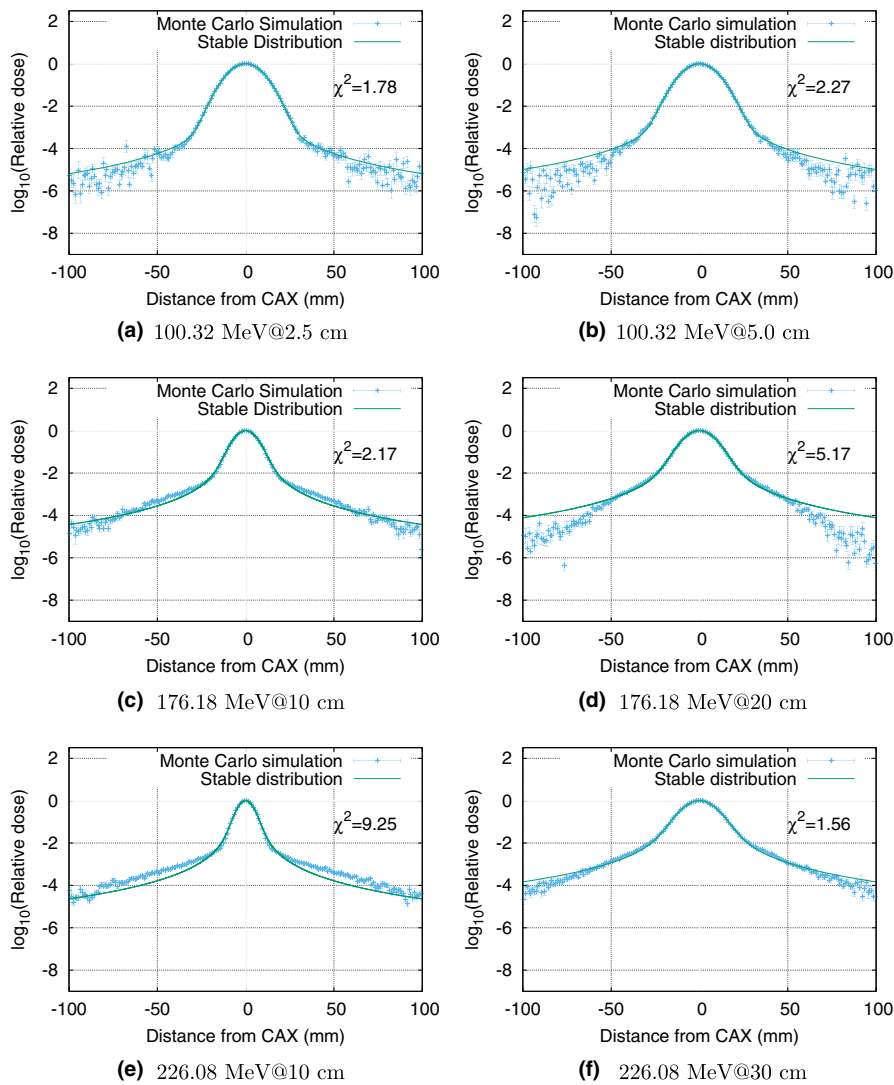 Monte Carlo Simulation
Stable Distribution
χ²=1.78
log₁₀(Relative dose)
2
0
-2
-4
-6
-8
-100 -50 0 50 100
Distance from CAX (mm)
(a) 100.32 MeV@2.5 cm
Monte Carlo simulation
Stable distribution
χ²=2.27
log₁₀(Relative dose)
2
0
-2
-4
-6
-8
-100 -50 0 50 100
Distance from CAX (mm)
(b) 100.32 MeV@5.0 cm
Monte Carlo Simulation
Stable Distribution
χ²=2.17
log₁₀(Relative dose)
2
0
-2
-4
-6
-8
-100 -50 0 50 100
Distance from CAX (mm)
(c) 176.18 MeV@10 cm
Monte Carlo simulation
Stable distribution
χ²=5.17
log₁₀(Relative dose)
2
0
-2
-4
-6
-8
-100 -50 0 50 100
Distance from CAX (mm)
(d) 176.18 MeV@20 cm
Monte Carlo simulation
Stable distribution
χ²=9.25
log₁₀(Relative dose)
2
0
-2
-4
-6
-8
-100 -50 0 50 100
Distance from CAX (mm)
(e) 226.08 MeV@10 cm
Monte Carlo simulation
Stable distribution
χ²=1.56
log₁₀(Relative dose)
2
0
-2
-4
-6
-8
-100 -50 0 50 100
Distance from CAX (mm)
(f) 226.08 MeV@30 cm